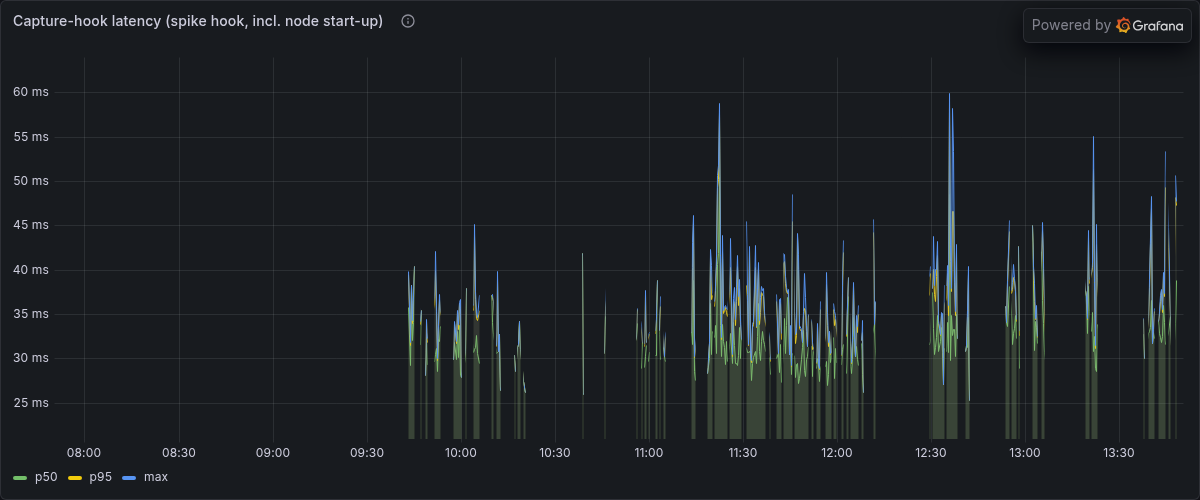 Capture-hook latency (spike hook, incl. node start-up)
Powered by Grafana
60 ms
55 ms
50 ms
45 ms
40 ms
35 ms
30 ms
25 ms
08:00 08:30 09:00 09:30 10:00 10:30 11:00 11:30 12:00 12:30 13:00 13:30
p50 p95 max